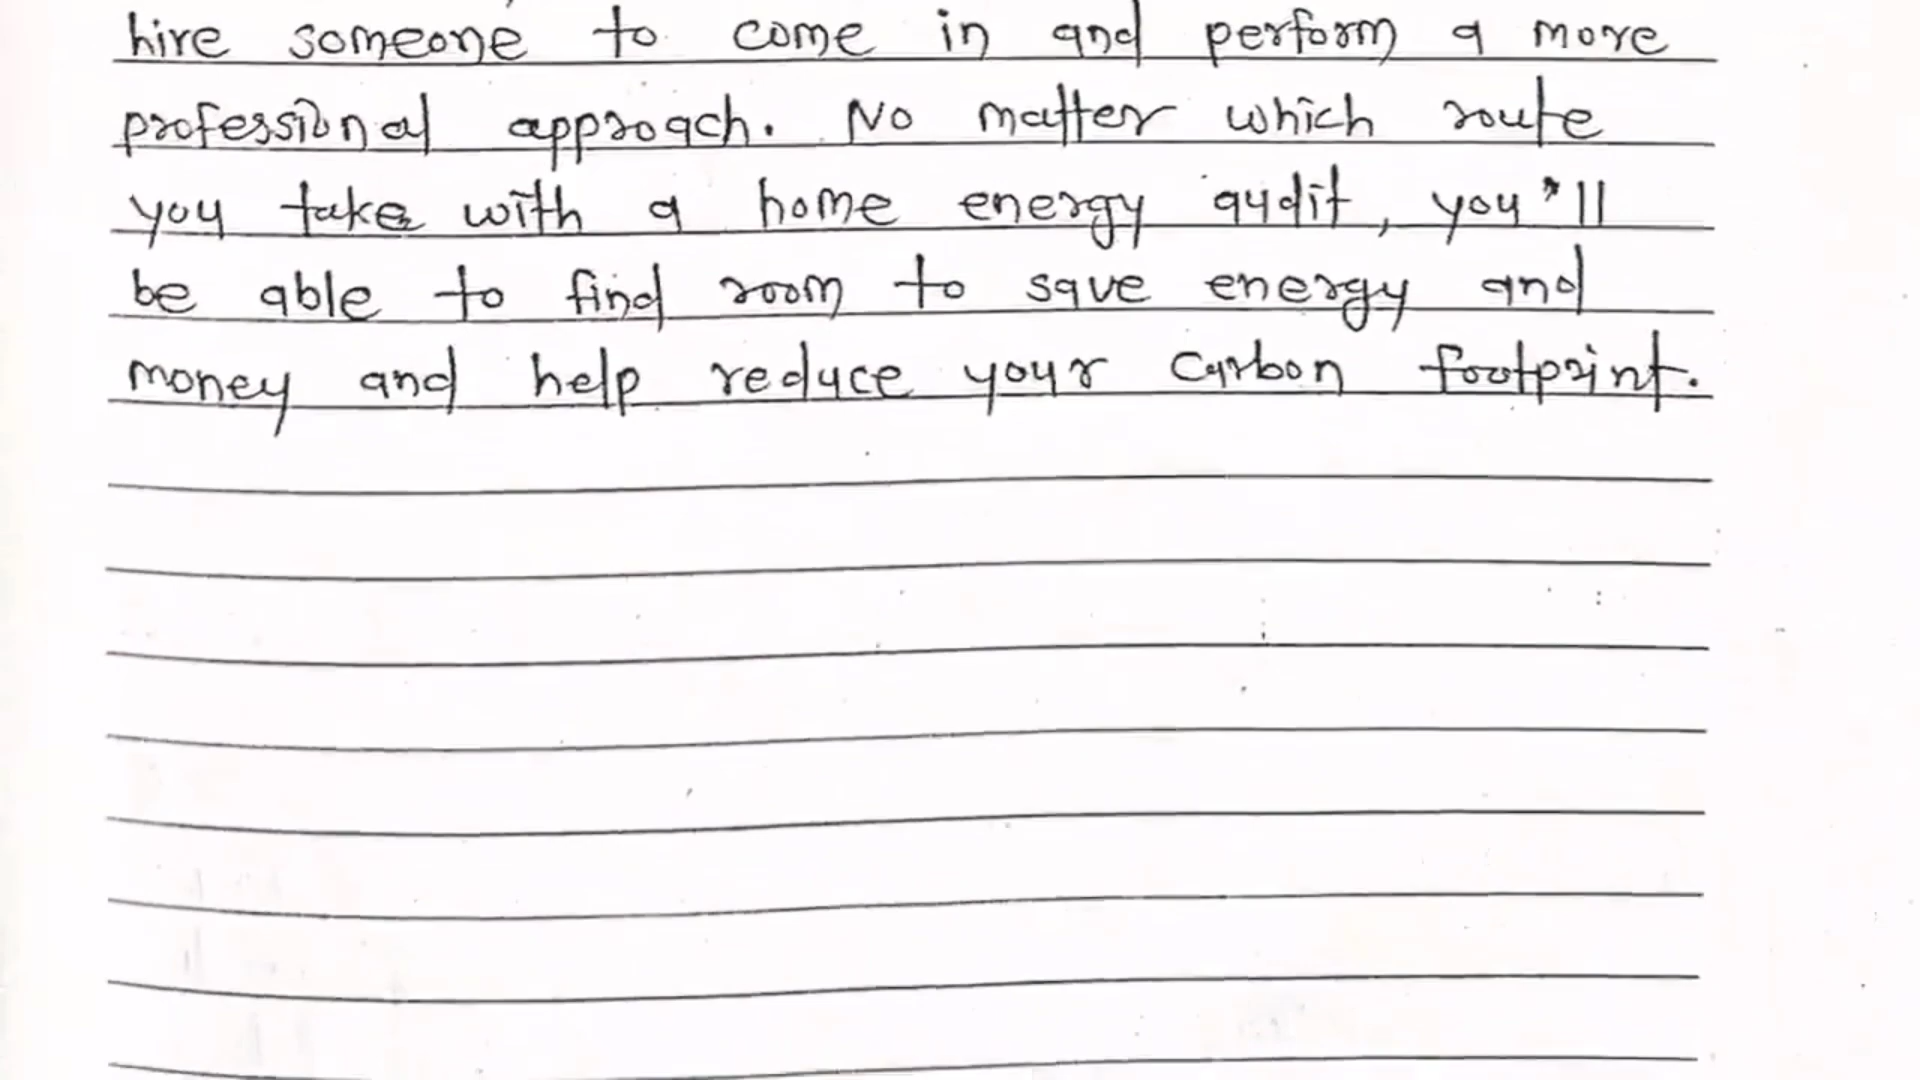 hire someone to come in and perform a more
professional approach. No matter which route
you take with a home energy audit, you'll
be able to find room to save energy and
money and help reduce your carbon footprint.